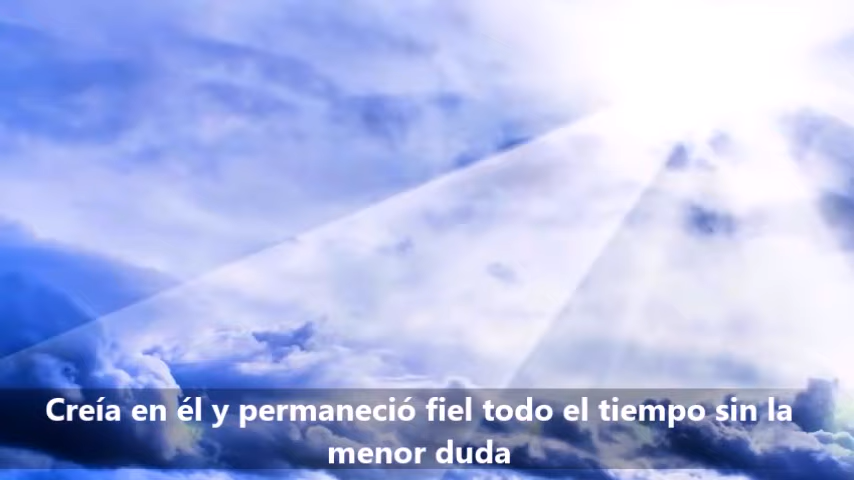 Creía en él y permaneció fiel todo el tiempo sin la
menor duda